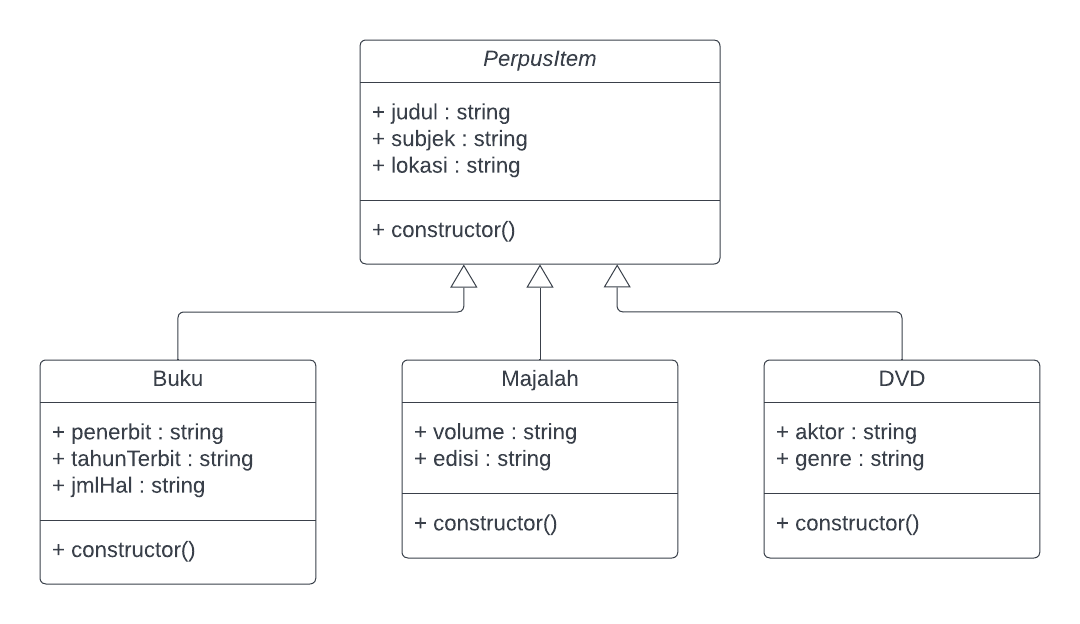 PerpusItem
+ judul : string
+ subjek : string
+ lokasi : string
+ constructor()
Buku
+ penerbit : string
+ tahunTerbit : string
+ jmlHal : string
+ constructor()
Majalah
+ volume : string
+ edisi : string
+ constructor()
DVD
+ aktor : string
+ genre : string
+ constructor()